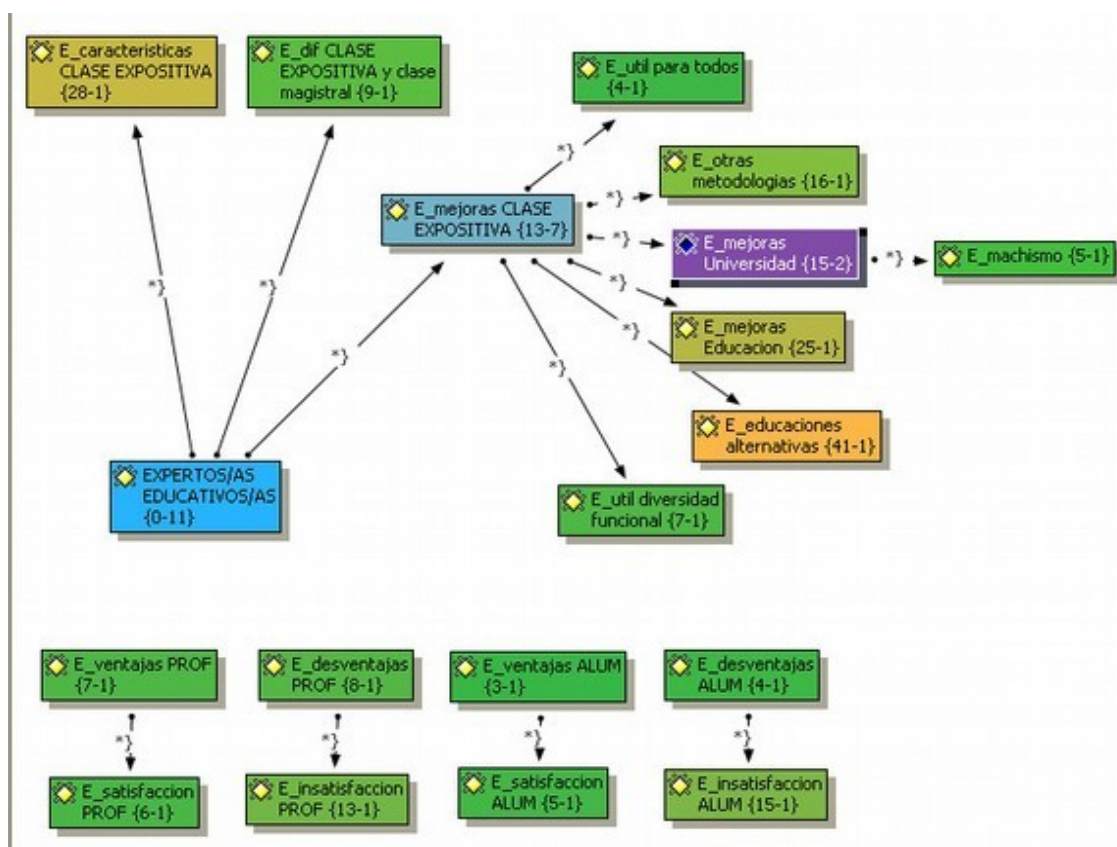 E_caracteristicas
CLASE EXPOSITIVA
{28-1}
E_dif CLASE
EXPOSITIVA y clase
magistral {9-1}
E_util para todos
{4-1}
*}
E_otras
metodologias {16-1}
*}
E_mejoras CLASE
EXPOSITIVA {13-7}
E_mejoras
Universidad {15-2}
*}
*}
E_machismo {5-1}
*}
*}
*}
E_mejoras
Educacion {25-1}
*}
*}
*}
*}
E_educaciones
alternativas {41-1}
EXPERTOS/AS
EDUCATIVOS/AS
{0-11}
E_util diversidad
funcional {7-1}
E_ventajas PROF
{7-1}
E_desventajas
PROF {8-1}
E_ventajas ALUM
{3-1}
E_desventajas
ALUM {4-1}
*}
*}
*}
*}
E_satisfaccion
PROF {6-1}
E_insatisfaccion
PROF {13-1}
E_satisfaccion
ALUM {5-1}
E_insatisfaccion
ALUM {15-1}